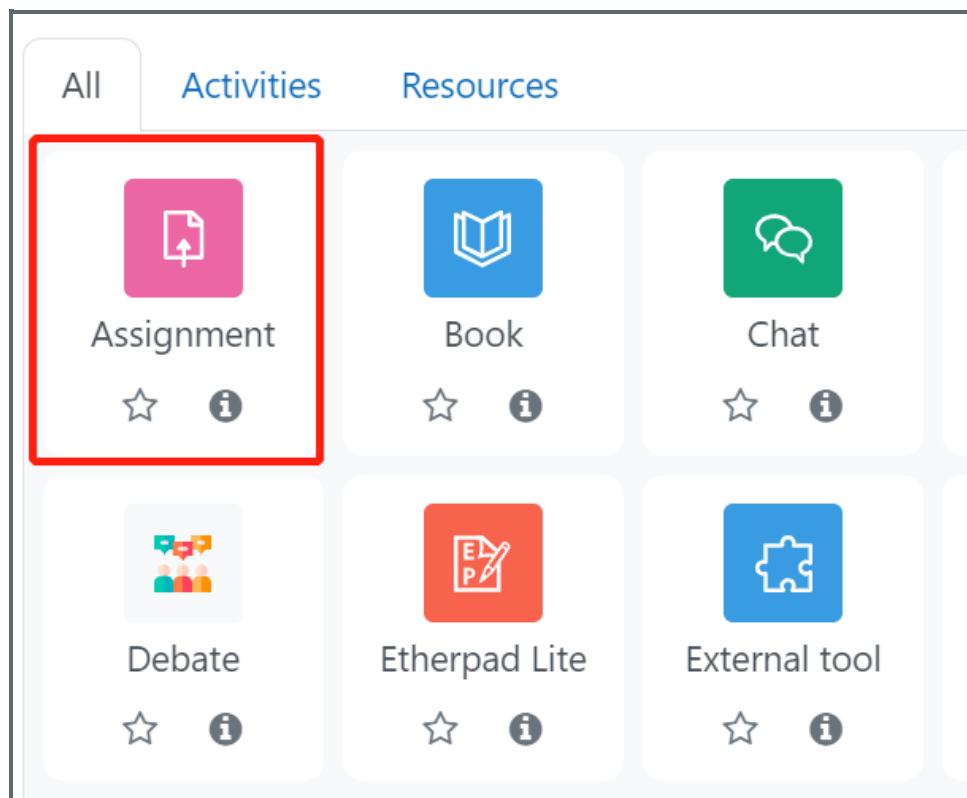 All Activities Resources
Assignment Book Chat
E
P
Debate Etherpad Lite External tool